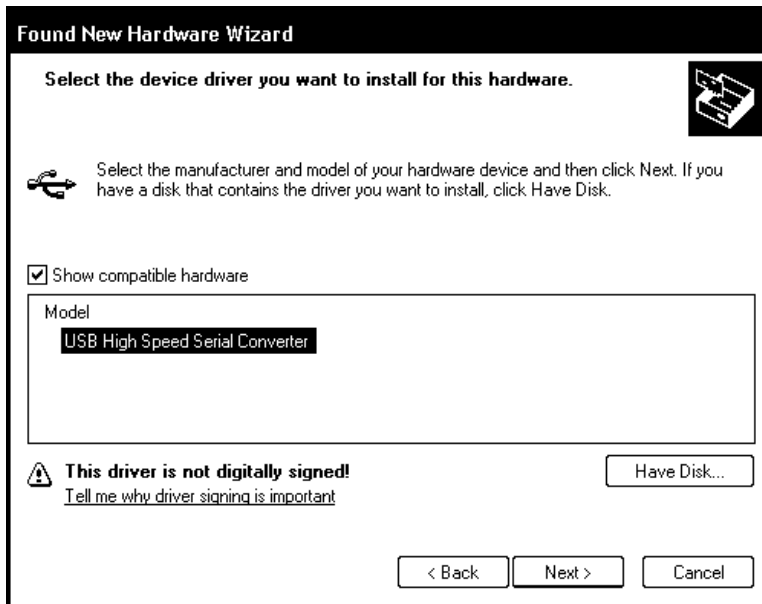 Found New Hardware Wizard
Select the device driver you want to install for this hardware.
Select the manufacturer and model of your hardware device and then click Next. If you
have a disk that contains the driver you want to install, click Have Disk.
Show compatible hardware
Model
USB High Speed Serial Converter
This driver is not digitally signed!
Have Disk...
Tell me why driver signing is important
< Back
Next >
Cancel